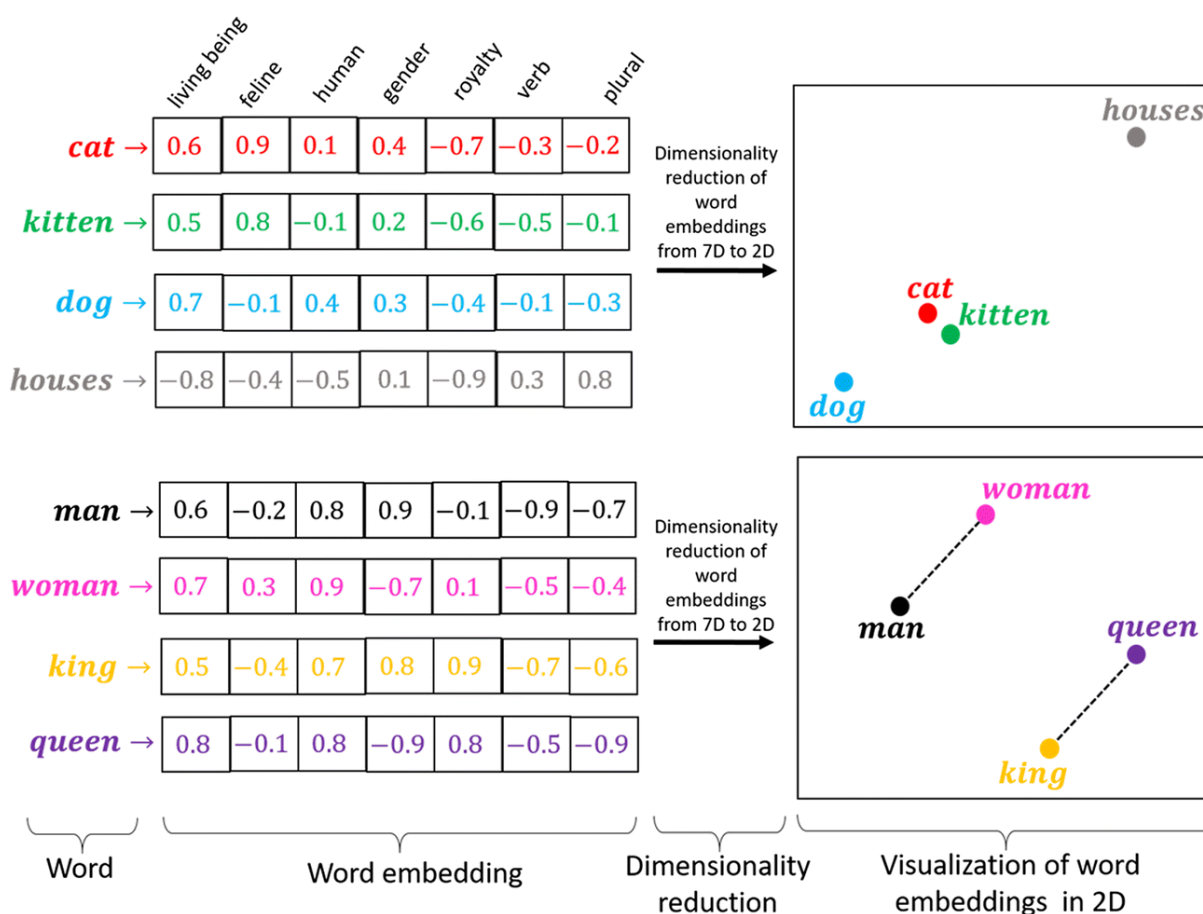 living being feline human gender royalty verb plural
cat → 0.6 0.9 0.1 0.4 −0.7 −0.3 −0.2
kitten → 0.5 0.8 −0.1 0.2 −0.6 −0.5 −0.1
dog → 0.7 −0.1 0.4 0.3 −0.4 −0.1 −0.3
houses → −0.8 −0.4 −0.5 0.1 −0.9 0.3 0.8
Dimensionality
reduction of
word
embeddings
from 7D to 2D
houses
cat
kitten
dog
man → 0.6 −0.2 0.8 0.9 −0.1 −0.9 −0.7
woman → 0.7 0.3 0.9 −0.7 0.1 −0.5 −0.4
king → 0.5 −0.4 0.7 0.8 0.9 −0.7 −0.6
queen → 0.8 −0.1 0.8 −0.9 0.8 −0.5 −0.9
Dimensionality
reduction of
word
embeddings
from 7D to 2D
woman
man
queen
king
Word
Word embedding
Dimensionality
reduction
Visualization of word
embeddings in 2D